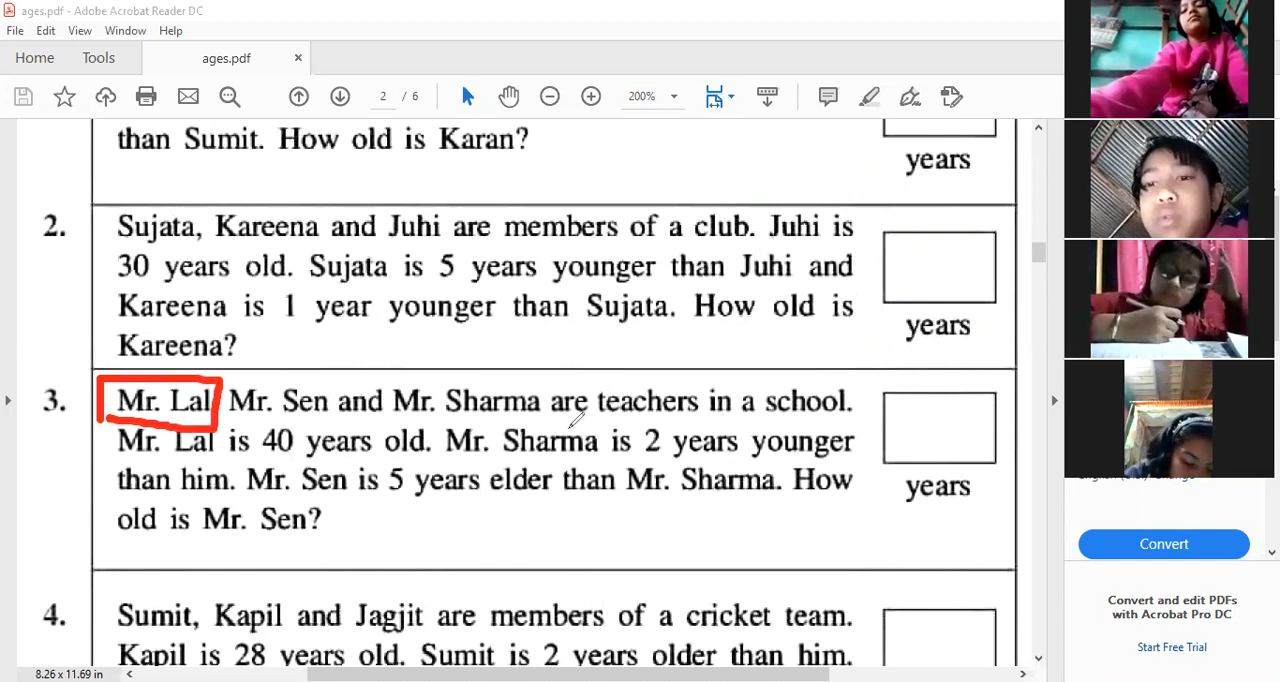 ages.pdf - Adobe Acrobat Reader DC
File Edit View Window Help
Home Tools ages.pdf ×
2 / 6 200%
than Sumit. How old is Karan?
years
2. Sujata, Kareena and Juhi are members of a club. Juhi is
30 years old. Sujata is 5 years younger than Juhi and
Kareena is 1 year younger than Sujata. How old is
Kareena?
years
3. Mr. Lal Mr. Sen and Mr. Sharma are teachers in a school.
Mr. Lal is 40 years old. Mr. Sharma is 2 years younger
than him. Mr. Sen is 5 years elder than Mr. Sharma. How
old is Mr. Sen?
years
4. Sumit, Kapil and Jagjit are members of a cricket team.
Kapil is 28 years old. Sumit is 2 years older than him.
8.26 x 11.69 in
Change
Convert
Convert and edit PDFs
with Acrobat Pro DC
Start Free Trial